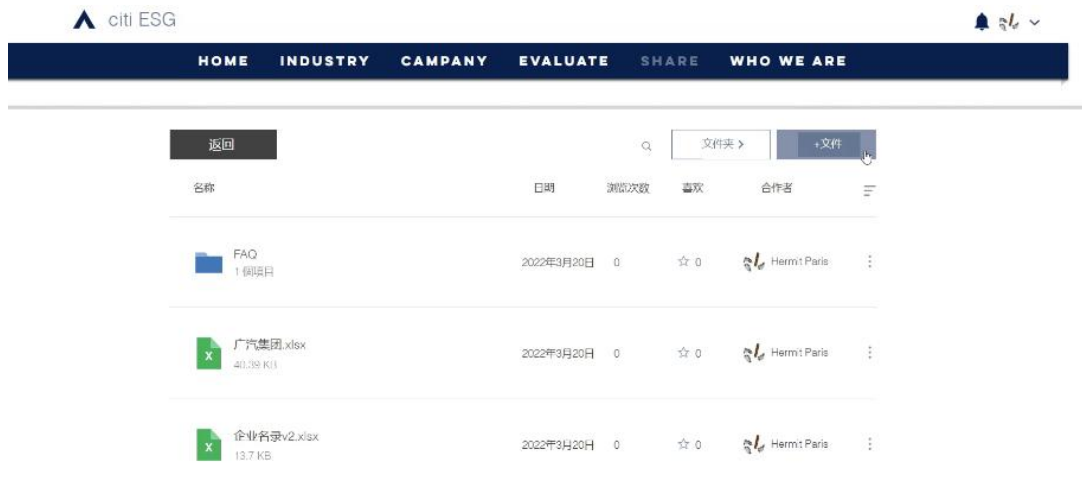 citi ESG
HOME INDUSTRY CAMPANY EVALUATE SHARE WHO WE ARE
返回 文件夹 +文件
名称 日期 浏览次数 喜欢 合作者
FAQ
1 個項目
2022年3月20日 0 0 Hermit Paris
广汽集团.xlsx
40.39 KB
2022年3月20日 0 0 Hermit Paris
企业名录v2.xlsx
13.7 KB
2022年3月20日 0 0 Hermit Paris